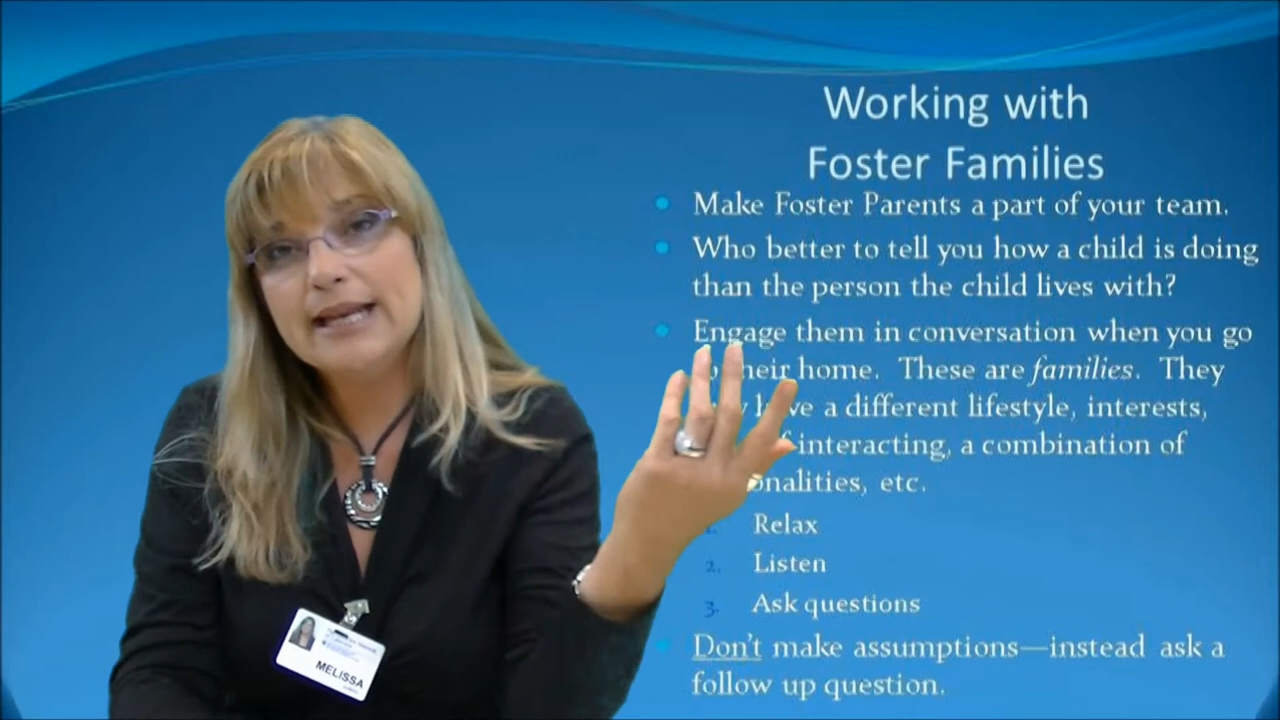 Working with
Foster Families
Make Foster Parents a part of your team.
Who better to tell you how a child is doing
than the person the child lives with?
Engage them in conversation when you go
their home. These are families. They
a different lifestyle, interests,
interacting, a combination of
etc.
1. Relax
2. Listen
3. Ask questions
Don't make assumptions—instead ask a
follow up question.
MELISSA